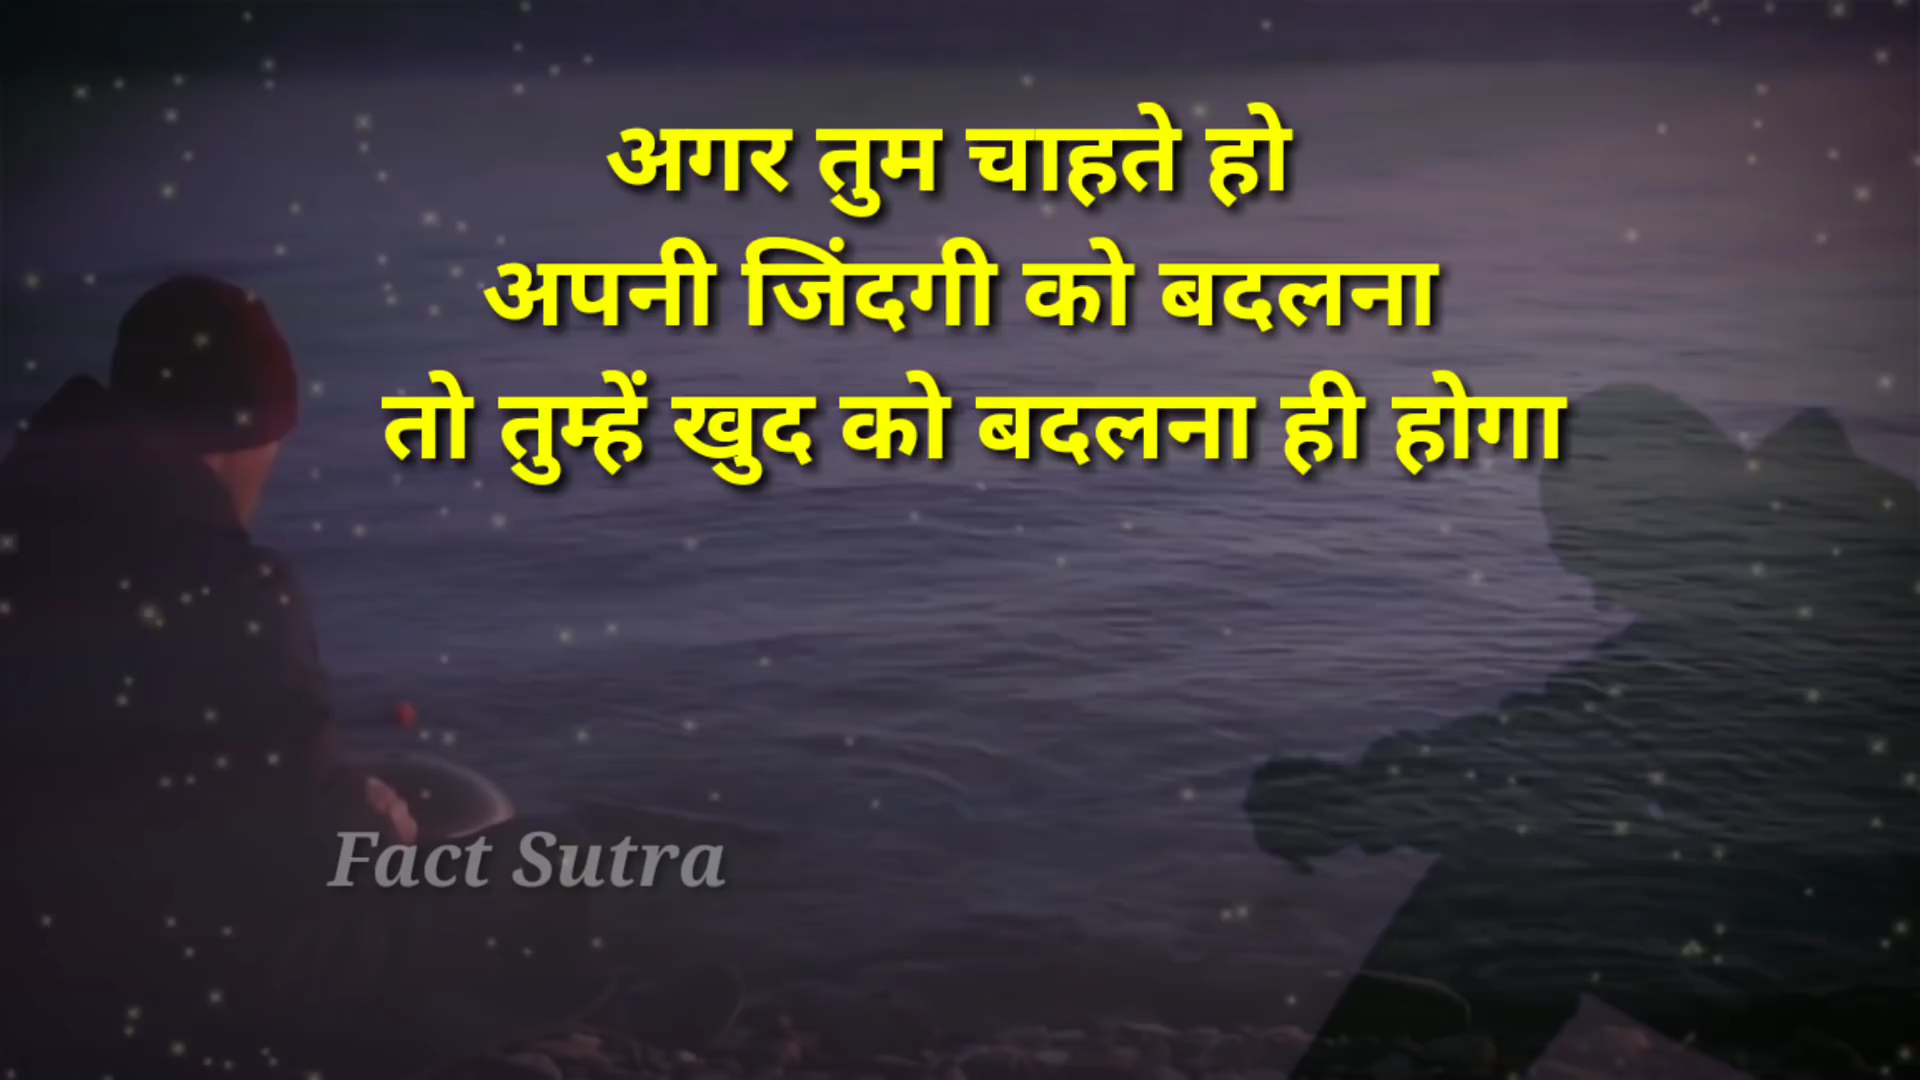 अगर तुम चाहते हो
अपनी जिंदगी को बदलना
तो तुम्हें खुद को बदलना ही होगा
Fact Sutra